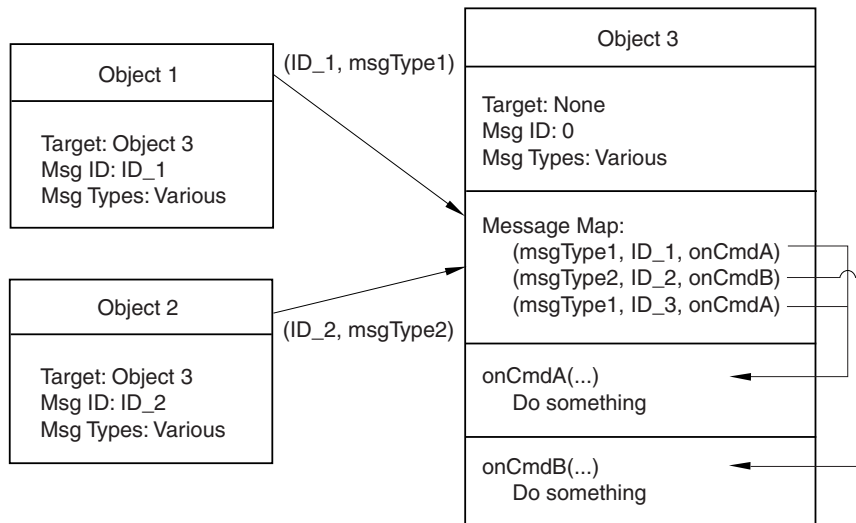 Object 1
Target: Object 3
Msg ID: ID_1
Msg Types: Various
(ID_1, msgType1)
Object 2
Target: Object 3
Msg ID: ID_2
Msg Types: Various
(ID_2, msgType2)
Object 3
Target: None
Msg ID: 0
Msg Types: Various
Message Map:
(msgType1, ID_1, onCmdA)
(msgType2, ID_2, onCmdB)
(msgType1, ID_3, onCmdA)
onCmdA(...)
Do something
onCmdB(...)
Do something